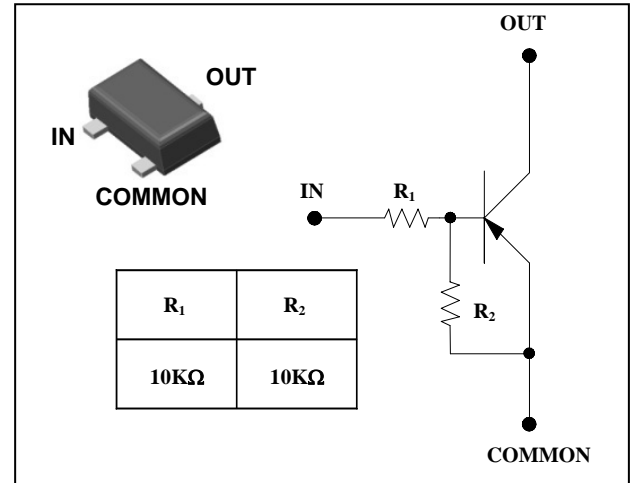 OUT
OUT
IN
COMMON
IN
R₁
R₂
R₁ R₂
10KΩ 10KΩ
COMMON